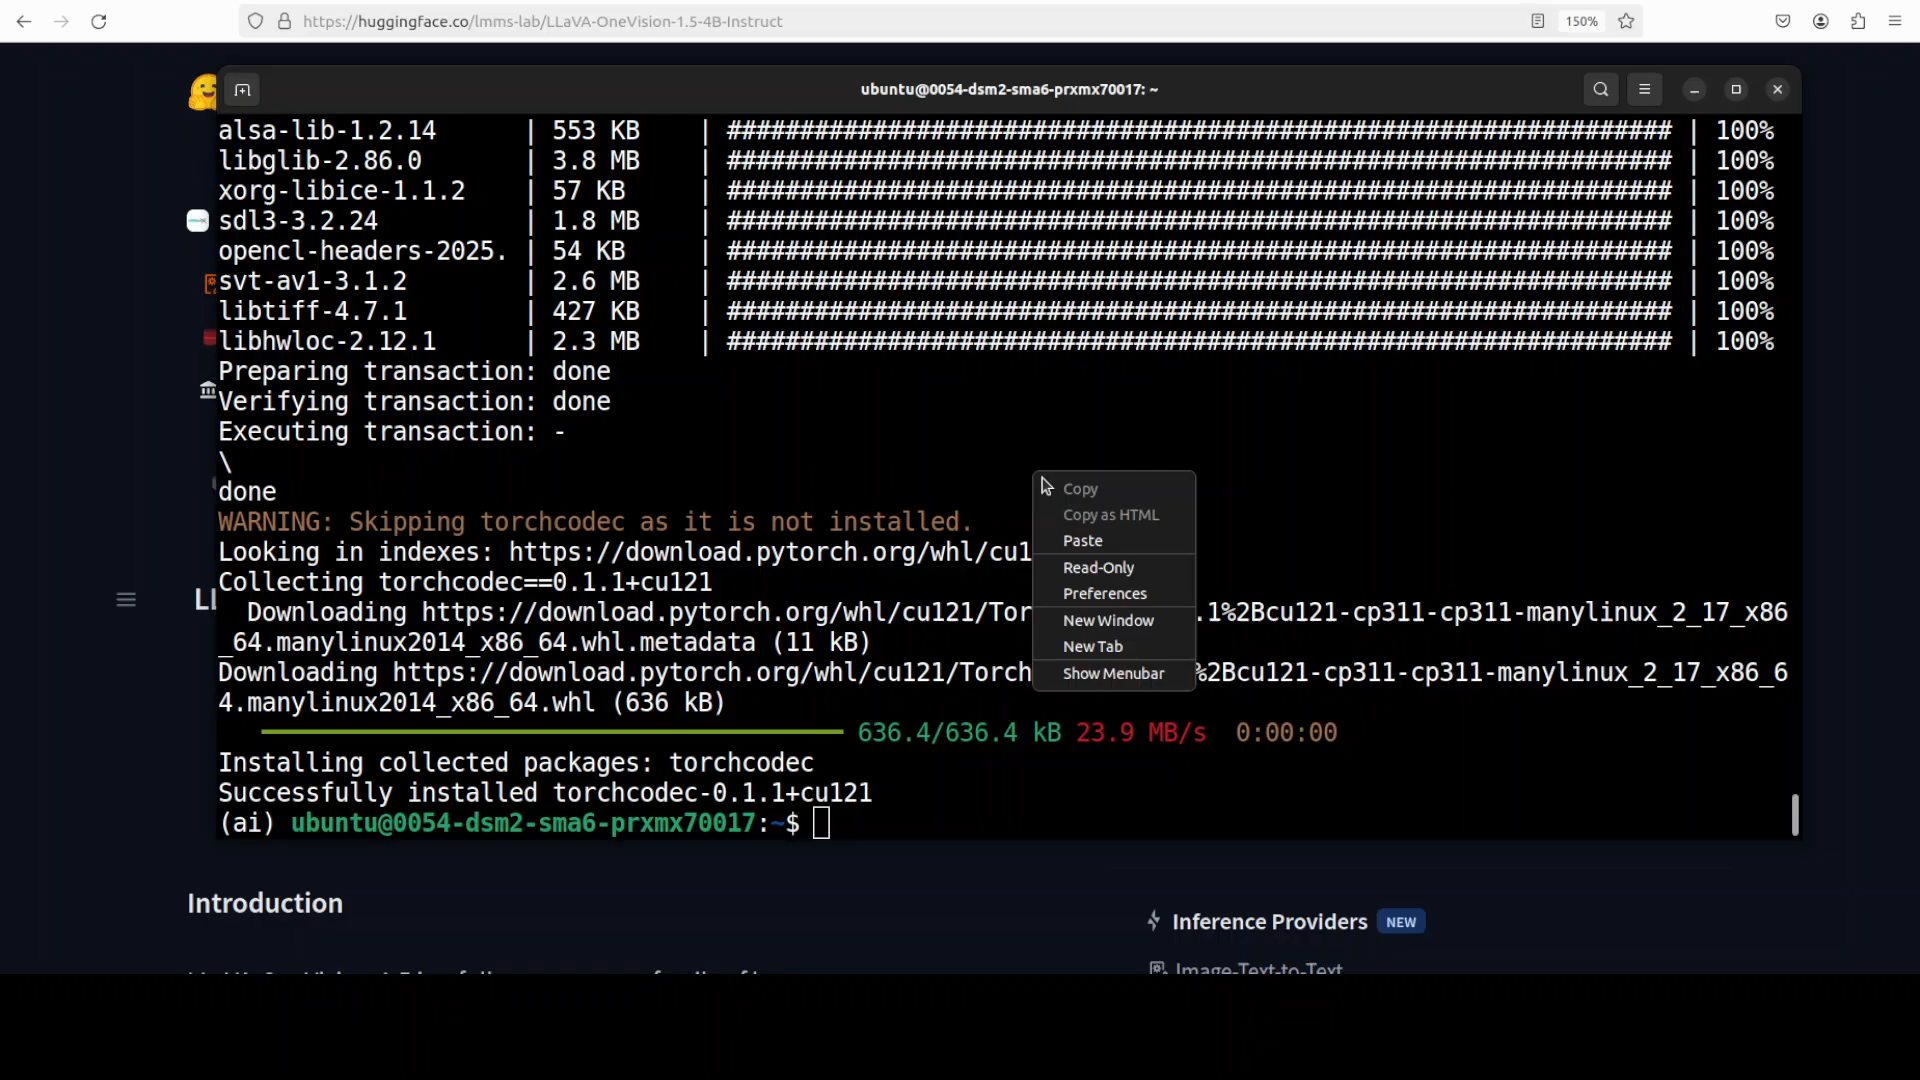 https://huggingface.co/lmms-lab/LLaVA-OneVision-1.5-4B-Instruct
150%
ubuntu@0054-dsm2-sma6-prxmx70017: ~
alsa-lib-1.2.14 | 553 KB | ################################################################# | 100%
libglib-2.86.0 | 3.8 MB | ################################################################# | 100%
xorg-libice-1.1.2 | 57 KB | ################################################################# | 100%
sdl3-3.2.24 | 1.8 MB | ################################################################# | 100%
opencl-headers-2025. | 54 KB | ################################################################# | 100%
svt-av1-3.1.2 | 2.6 MB | ################################################################# | 100%
libtiff-4.7.1 | 427 KB | ################################################################# | 100%
libhwloc-2.12.1 | 2.3 MB | ################################################################# | 100%
Preparing transaction: done
Verifying transaction: done
Executing transaction: -
\
done
WARNING: Skipping torchcodec as it is not installed.
Looking in indexes: https://download.pytorch.org/whl/cu1
Collecting torchcodec==0.1.1+cu121
Downloading https://download.pytorch.org/whl/cu121/Tor .1%2Bcu121-cp311-cp311-manylinux_2_17_x86
_64.manylinux2014_x86_64.whl.metadata (11 kB)
Downloading https://download.pytorch.org/whl/cu121/Torch %2Bcu121-cp311-cp311-manylinux_2_17_x86_6
4.manylinux2014_x86_64.whl (636 kB)
636.4/636.4 kB 23.9 MB/s 0:00:00
Installing collected packages: torchcodec
Successfully installed torchcodec-0.1.1+cu121
(ai) ubuntu@0054-dsm2-sma6-prxmx70017:~$
Copy
Copy as HTML
Paste
Read-Only
Preferences
New Window
New Tab
Show Menubar
Introduction
Inference Providers NEW
Image-Text-to-Text